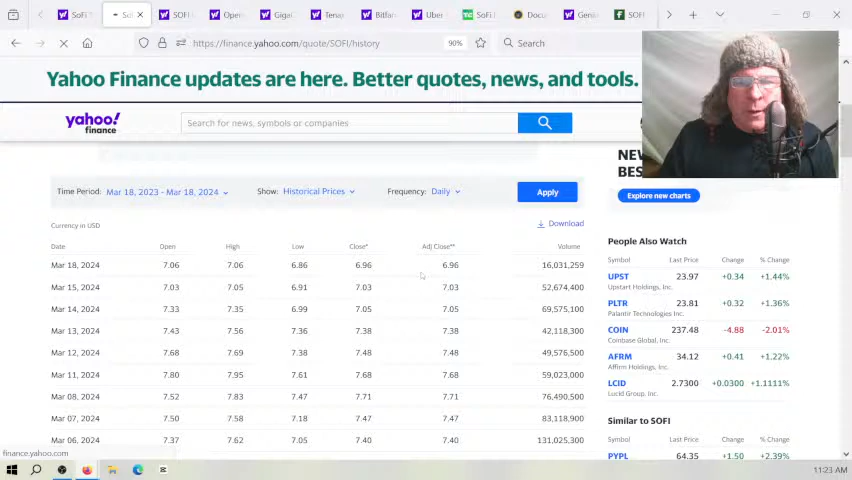 SoFi T
Sof
SOFI
Open
GigaC
Tena
Bitfar
Uber
SoFi
Docu
Genie
SOFI
https://finance.yahoo.com/quote/SOFI/history
90%
Search
Yahoo Finance updates are here. Better quotes, news, and tools.
yahoo!
finance
Search for news, symbols or companies
NEW
BES
Explore new charts
Time Period: Mar 18, 2023 - Mar 18, 2024 Show: Historical Prices Frequency: Daily Apply
Currency in USD Download
Date Open High Low Close* Adj Close** Volume
Mar 18, 2024 7.06 7.06 6.86 6.96 6.96 16,031,259
Mar 15, 2024 7.03 7.05 6.91 7.03 7.03 52,674,400
Mar 14, 2024 7.33 7.35 6.99 7.05 7.05 69,575,100
Mar 13, 2024 7.43 7.56 7.36 7.38 7.38 42,118,300
Mar 12, 2024 7.68 7.69 7.38 7.48 7.48 49,576,500
Mar 11, 2024 7.80 7.95 7.61 7.68 7.68 59,023,000
Mar 08, 2024 7.52 7.83 7.47 7.71 7.71 76,490,500
Mar 07, 2024 7.50 7.58 7.18 7.47 7.47 83,118,900
Mar 06, 2024 7.37 7.62 7.05 7.40 7.40 131,025,300
People Also Watch
Symbol Last Price Change % Change
UPST 23.97 +0.34 +1.44%
Upstart Holdings, Inc.
PLTR 23.81 +0.32 +1.36%
Palantir Technologies Inc.
COIN 237.48 -4.88 -2.01%
Coinbase Global, Inc.
AFRM 34.12 +0.41 +1.22%
Affirm Holdings, Inc.
LCID 2.7300 +0.0300 +1.1111%
Lucid Group, Inc.
Similar to SOFI
Symbol Last Price Change % Change
PYPL 64.35 +1.50 +2.39%
finance.yahoo.com
11:23 AM